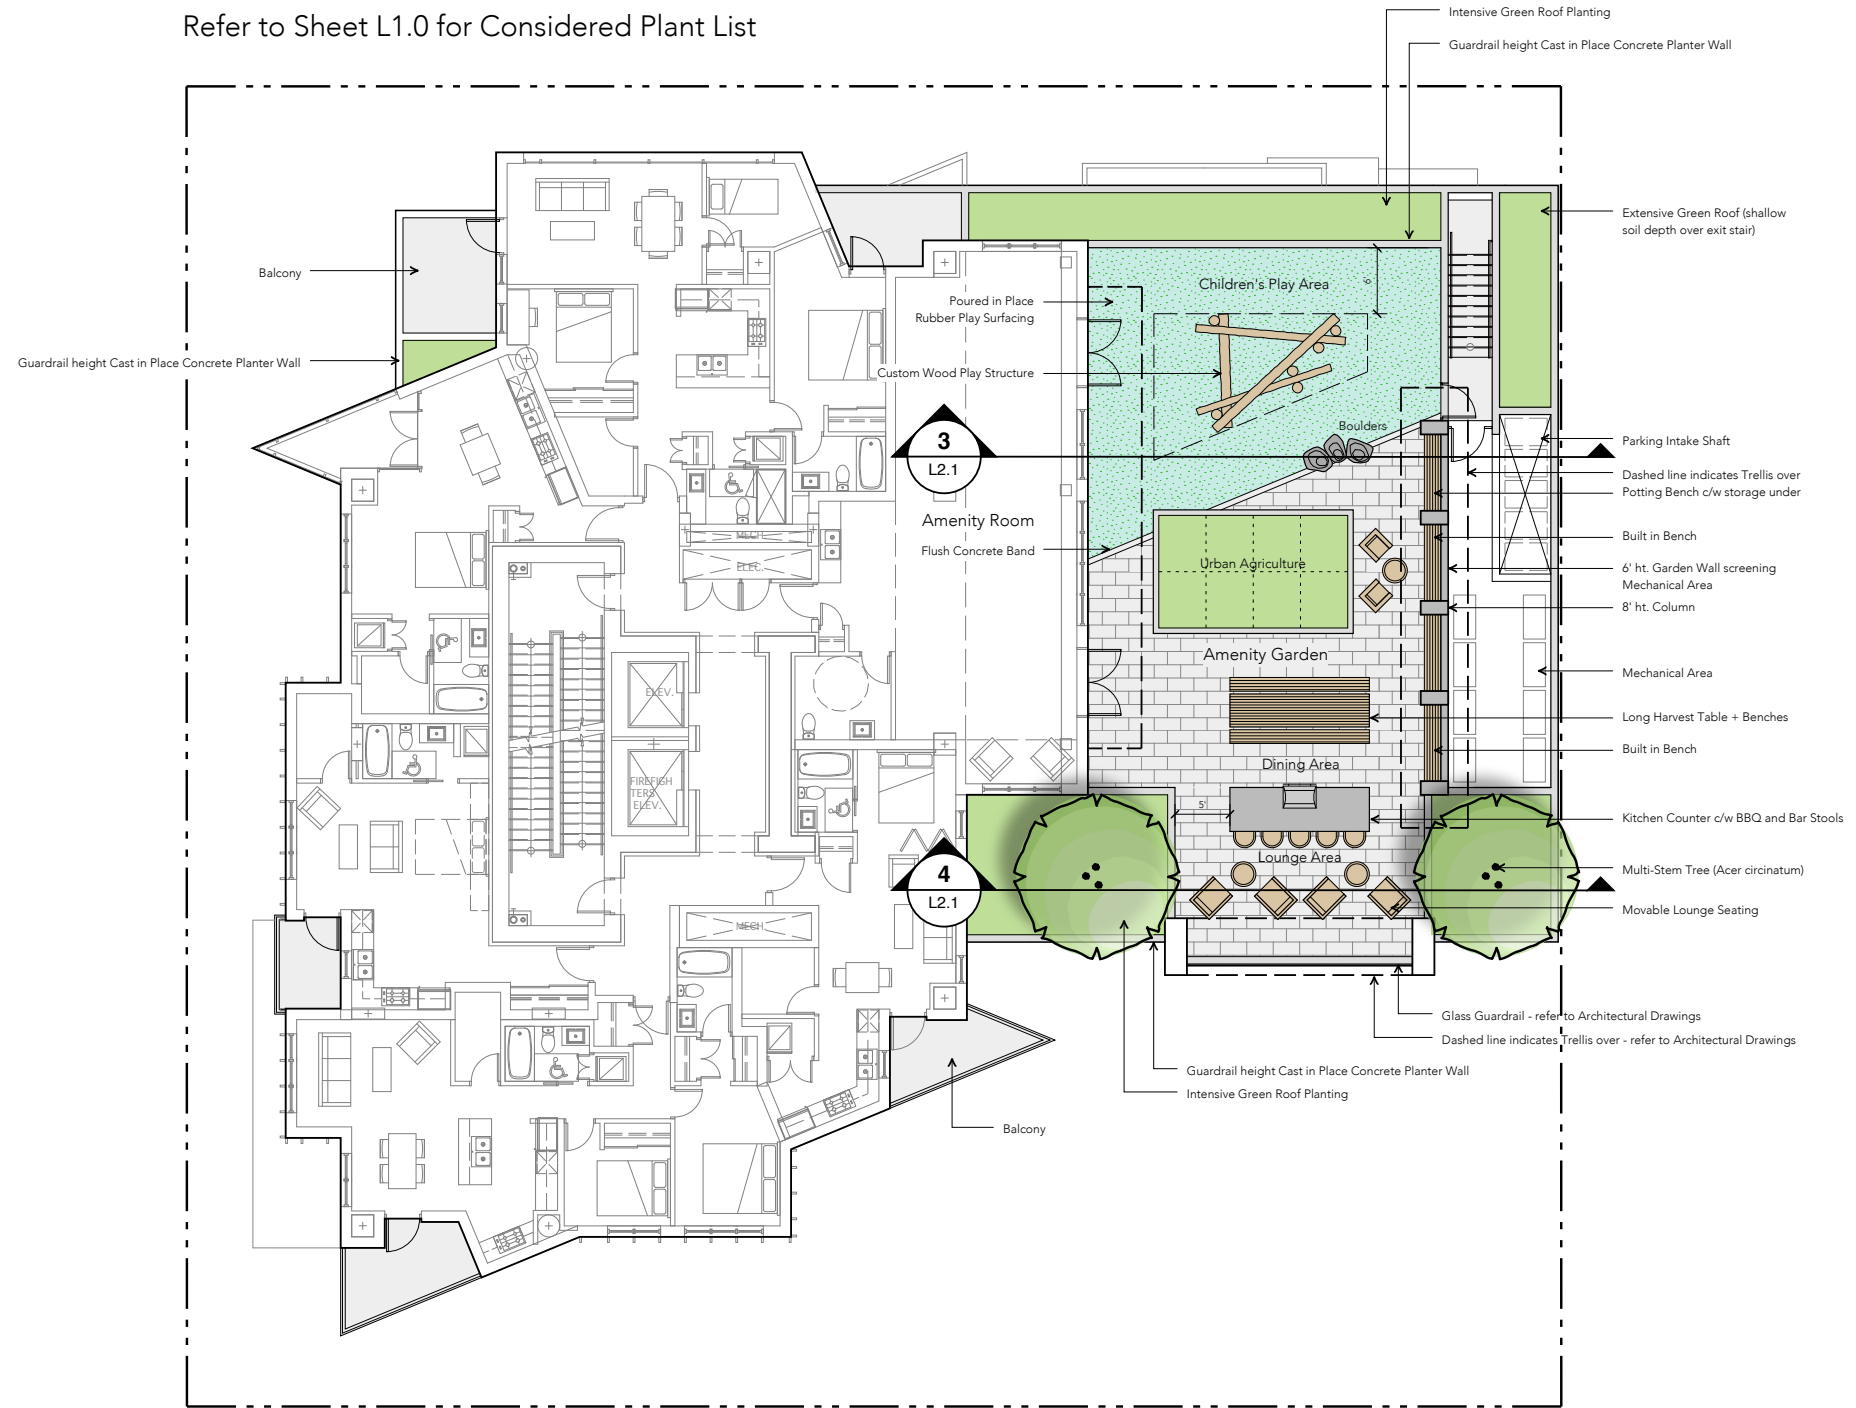 Refer to Sheet L1.0 for Considered Plant List
Intensive Green Roof Planting
Guardrail height Cast in Place Concrete Planter Wall
Extensive Green Roof (shallow
soil depth over exit stair)
Balcony
Guardrail height Cast in Place Concrete Planter Wall
Children's Play Area
6'
Poured in Place
Rubber Play Surfacing
Custom Wood Play Structure
Boulders
3
L2.1
Parking Intake Shaft
Dashed line indicates Trellis over
Potting Bench c/w storage under
Amenity Room
Flush Concrete Band
MECH
ELEC.
Urban Agriculture
Built in Bench
6' ht. Garden Wall screening
Mechanical Area
8' ht. Column
Amenity Garden
Mechanical Area
ELEV.
Long Harvest Table + Benches
Built in Bench
Dining Area
FIREFIGH
TERS
ELEV.
5'
Kitchen Counter c/w BBQ and Bar Stools
Lounge Area
4
L2.1
Multi-Stem Tree (Acer circinatum)
Movable Lounge Seating
MECH
Glass Guardrail - refer to Architectural Drawings
Dashed line indicates Trellis over - refer to Architectural Drawings
Guardrail height Cast in Place Concrete Planter Wall
Intensive Green Roof Planting
Balcony